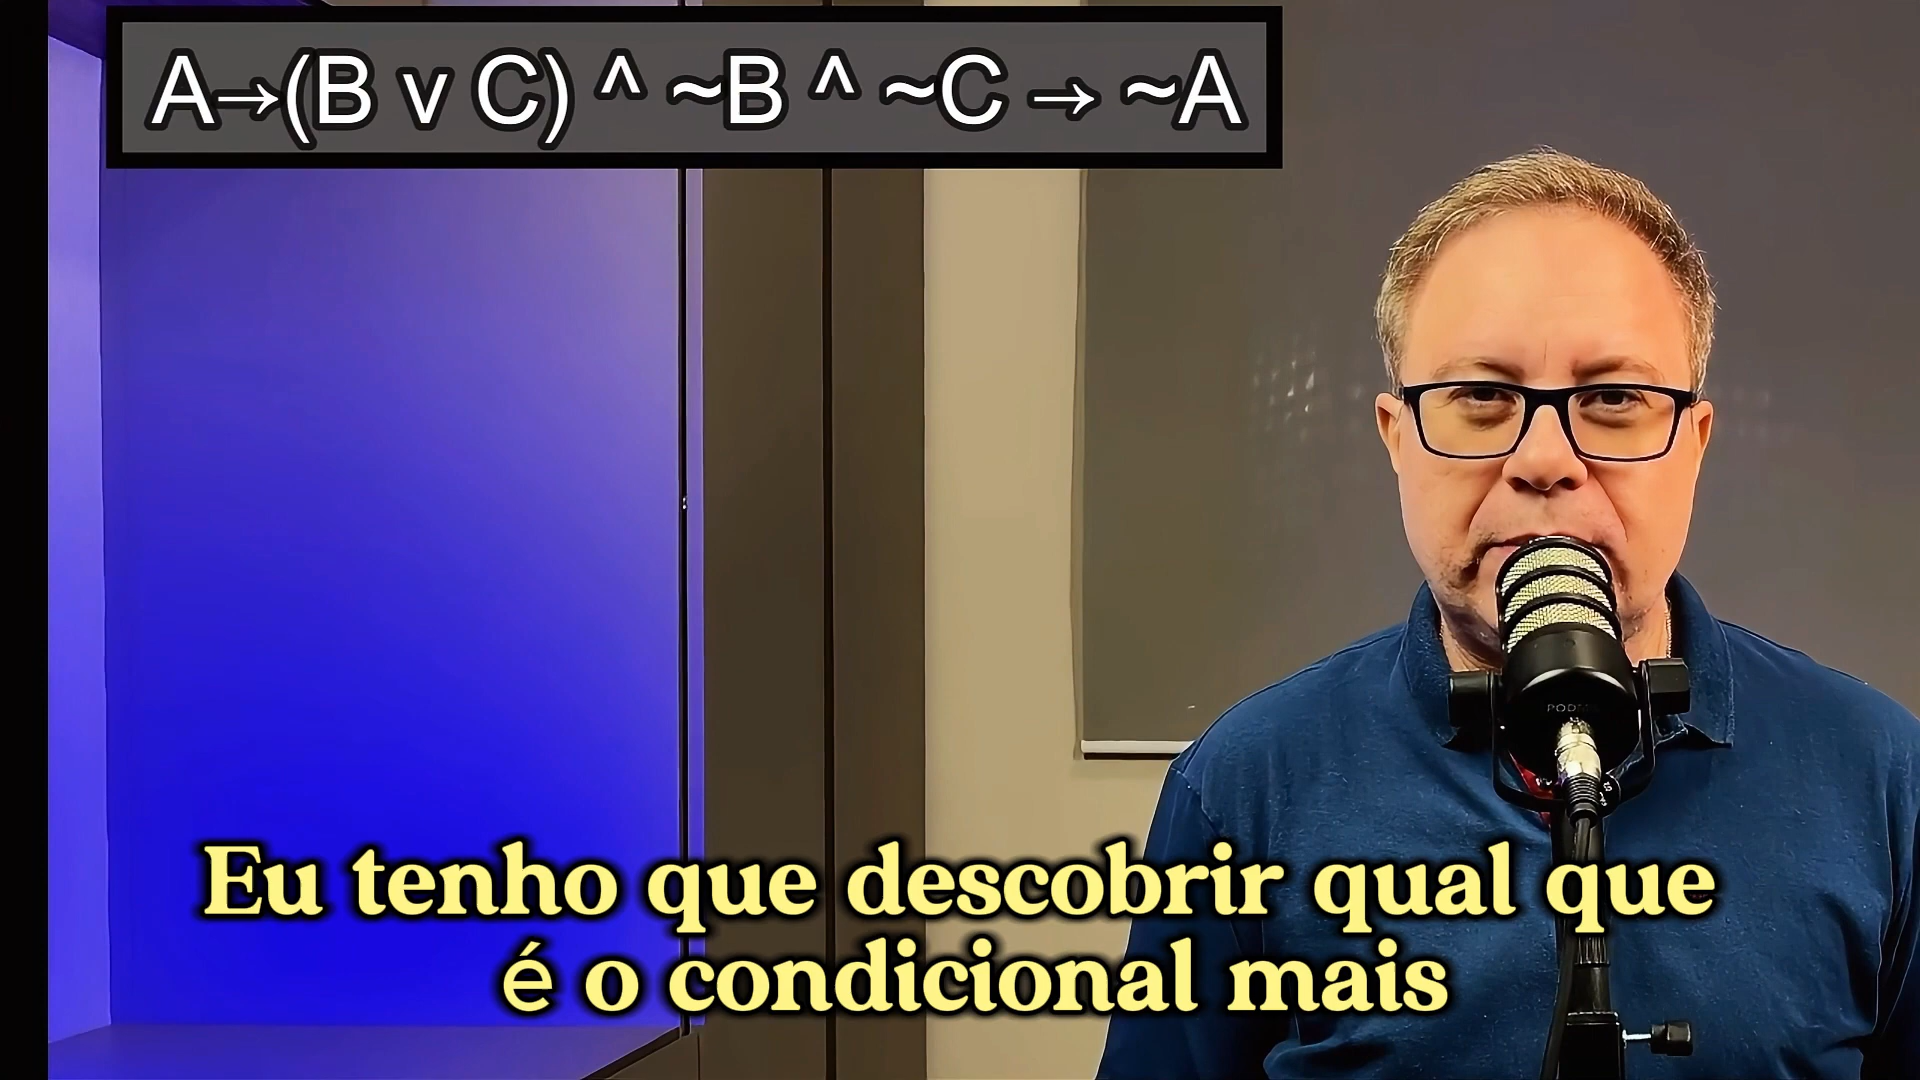 A→(B v C) ^ ~B ^ ~C → ~A
Eu tenho que descobrir qual que
é o condicional mais